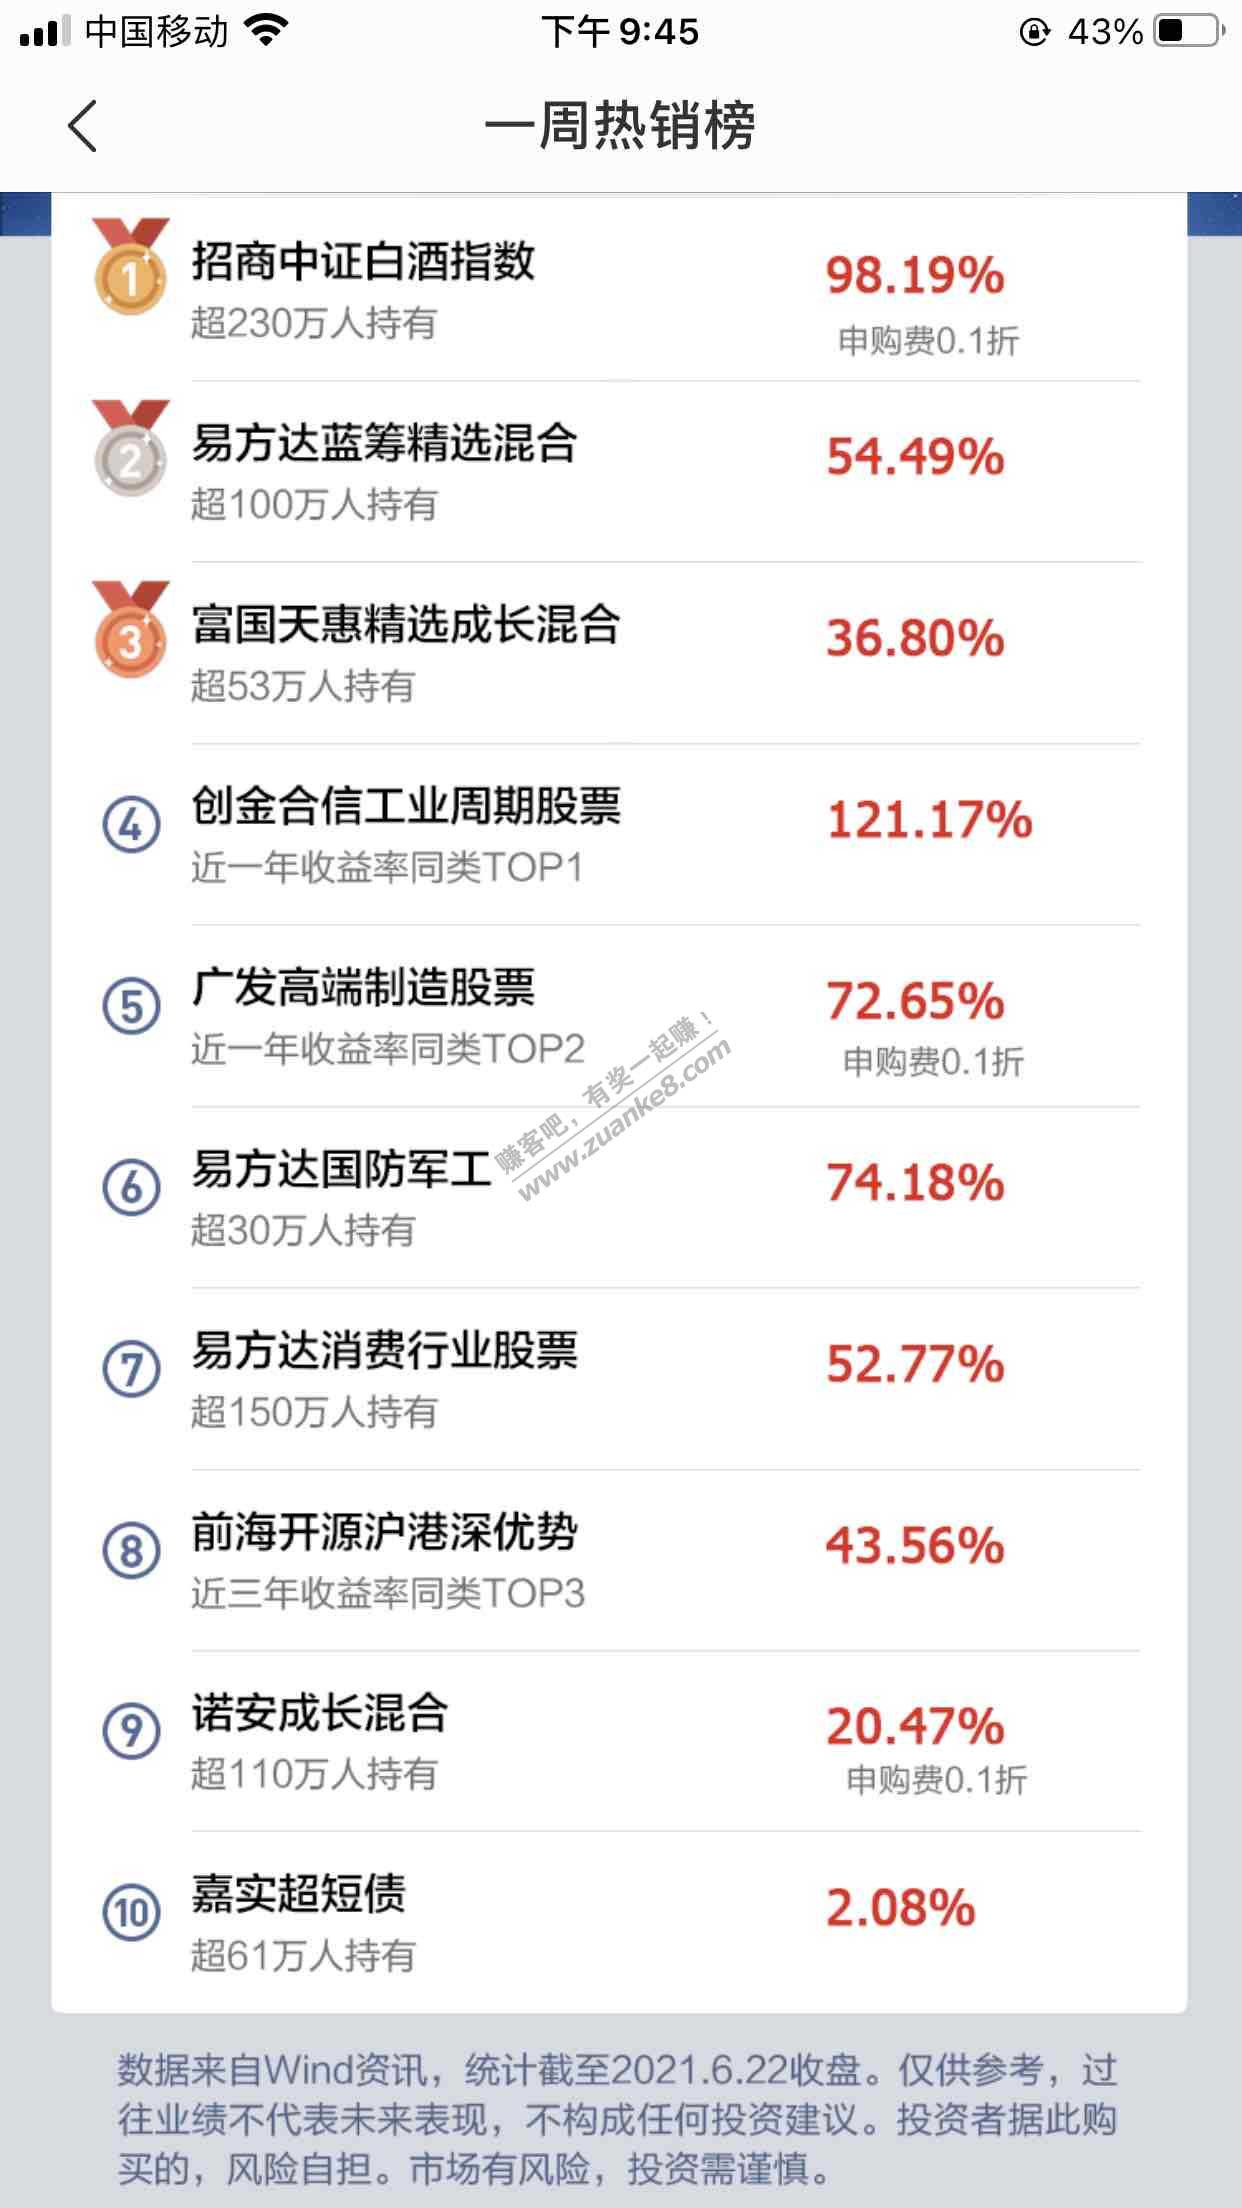 中国移动 下午 9:45 43%
一周热销榜
1 招商中证白酒指数 98.19%
超230万人持有 申购费0.1折
2 易方达蓝筹精选混合 54.49%
超100万人持有
3 富国天惠精选成长混合 36.80%
超53万人持有
4 创金合信工业周期股票 121.17%
近一年收益率同类TOP1
5 广发高端制造股票 72.65%
近一年收益率同类TOP2 申购费0.1折
赚客吧，有奖一起赚！
www.zuanke8.com
6 易方达国防军工 74.18%
超30万人持有
7 易方达消费行业股票 52.77%
超150万人持有
8 前海开源沪港深优势 43.56%
近三年收益率同类TOP3
9 诺安成长混合 20.47%
超110万人持有 申购费0.1折
10 嘉实超短债 2.08%
超61万人持有
数据来自Wind资讯，统计截至2021.6.22收盘。仅供参考，过
往业绩不代表未来表现，不构成任何投资建议。投资者据此购
买的，风险自担。市场有风险，投资需谨慎。